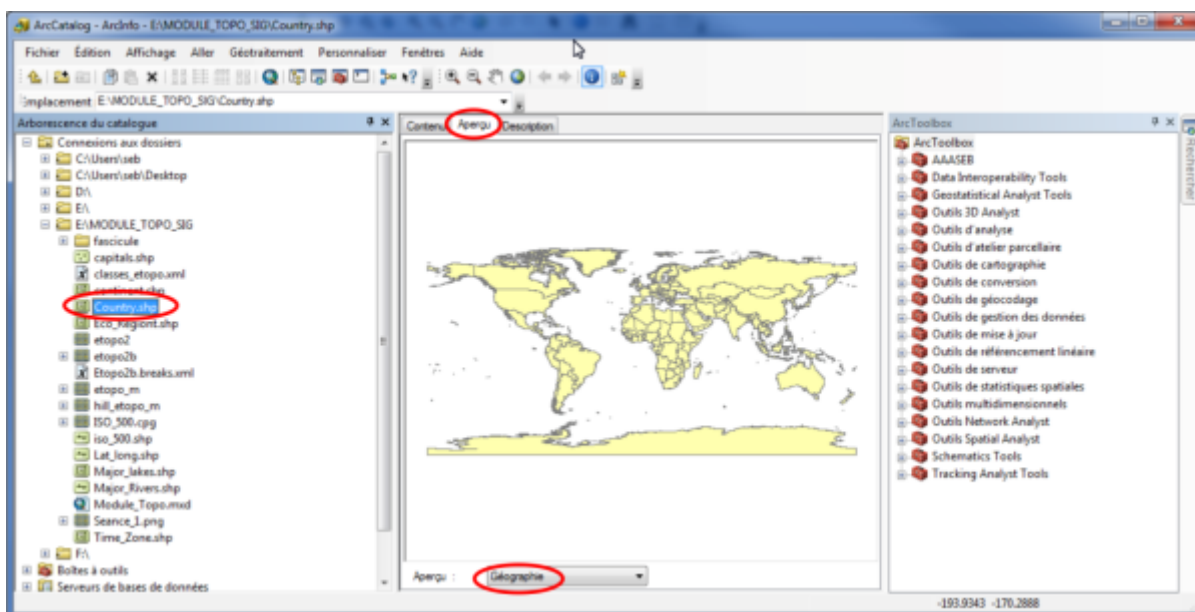 ArcCatalog - ArcInfo - E:\MODULE_TOPO_SIG\Country.shp
Fichier Édition Affichage Aller Géotraitement Personnaliser Fenêtres Aide
Emplacement E:\MODULE_TOPO_SIG\Country.shp
Arborescence du catalogue
Connexions aux dossiers
C:\Users\seb
C:\Users\seb\Desktop
D:\
E:\
E:\MODULE_TOPO_SIG
fascicule
capitals.shp
classes_etopo.xml
continent.shp
Country.shp
Eco_Regiont.shp
etopo2
etopo2b
Etopo2b.breaks.xml
etopo_m
hill_etopo_m
ISO_500.cpg
iso_500.shp
Lat_long.shp
Major_lakes.shp
Major_Rivers.shp
Module_Topo.mxd
Seance_1.png
Time_Zone.shp
F:\
Boîtes à outils
Serveurs de bases de données
Contenu Aperçu Description
Aperçu : Géographie
ArcToolbox
ArcToolbox
AAASEB
Data Interoperability Tools
Geostatistical Analyst Tools
Outils 3D Analyst
Outils d'analyse
Outils d'atelier parcellaire
Outils de cartographie
Outils de conversion
Outils de géocodage
Outils de gestion des données
Outils de mise à jour
Outils de référencement linéaire
Outils de serveur
Outils de statistiques spatiales
Outils multidimensionnels
Outils Network Analyst
Outils Spatial Analyst
Schematics Tools
Tracking Analyst Tools
Rechercher
-193.9343 -170.2888